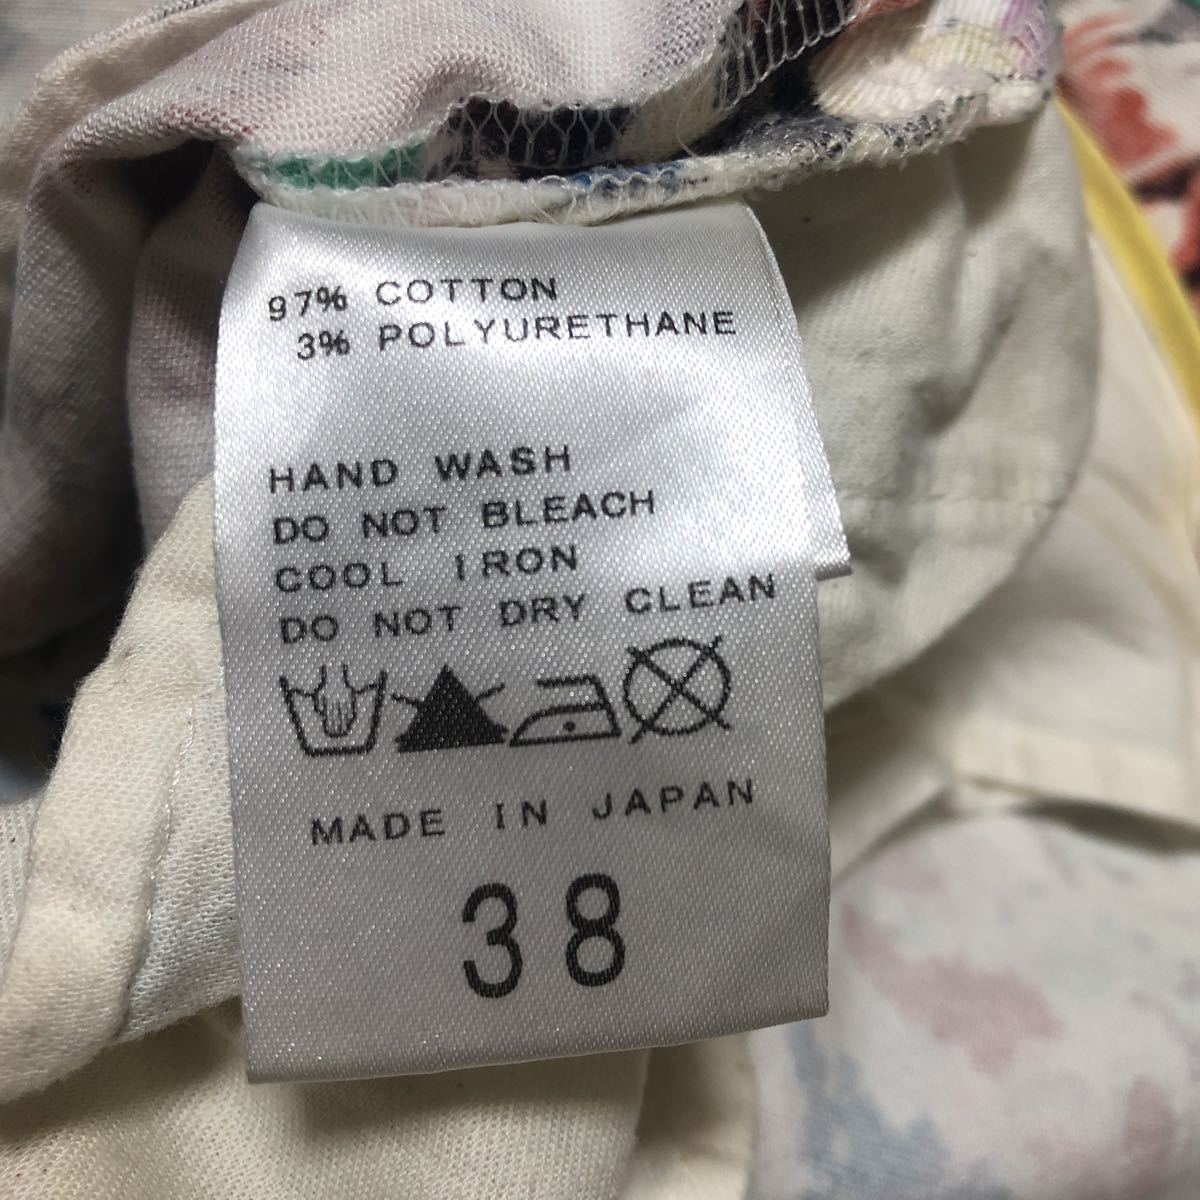 97% COTTON
3% POLYURETHANE
HAND WASH
DO NOT BLEACH
COOL IRON
DO NOT DRY CLEAN
MADE IN JAPAN
38